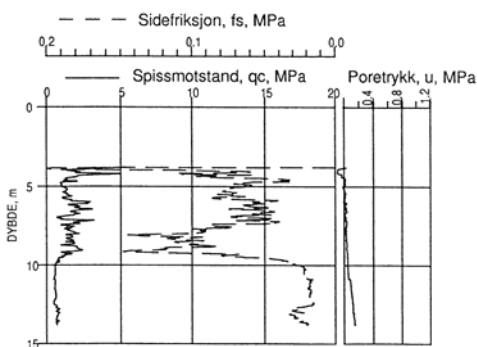 Sidefriksjon, fs, MPa
0,2 0,1 0,0
Spissmotstand, qc, MPa Poretrykk, u, MPa
0 5 10 15 20 0.4 0.8 1.2
DYBDE, m
0
5
10
15